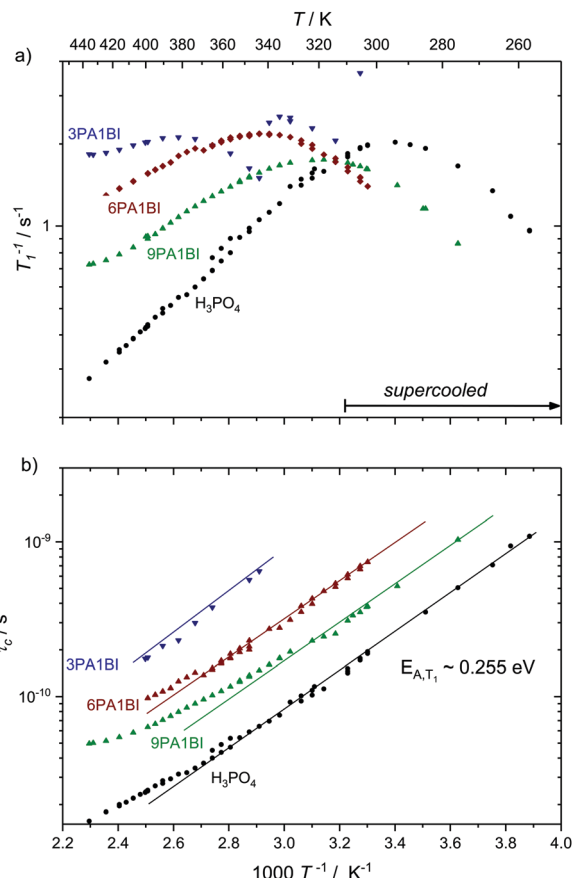 T / K
440 420 400 380 360 340 320 300 280 260
a)
3PA1BI
6PA1BI
9PA1BI
H₃PO₄
1
T₁⁻¹ / s⁻¹
supercooled
b)
10⁻⁹
3PA1BI
10⁻¹⁰
6PA1BI
9PA1BI
H₃PO₄
E_A,T₁ ~ 0.255 eV
2.2 2.4 2.6 2.8 3.0 3.2 3.4 3.6 3.8 4.0
1000 T⁻¹ / K⁻¹